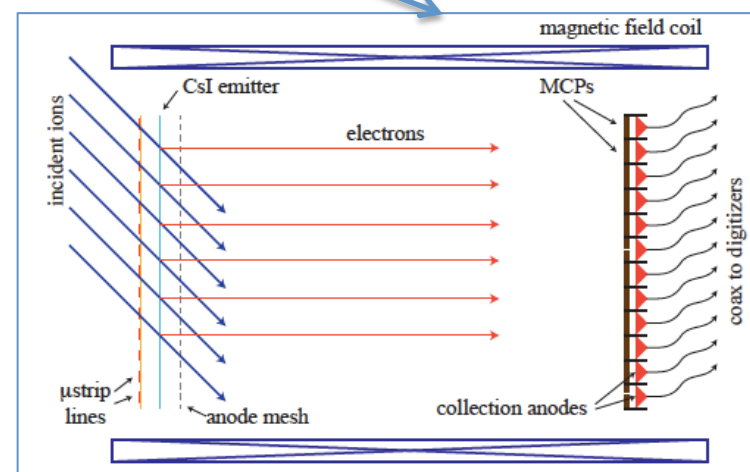 magnetic field coil
CsI emitter
MCPs
incident ions
electrons
coax to digitizers
μstrip
lines
anode mesh
collection anodes